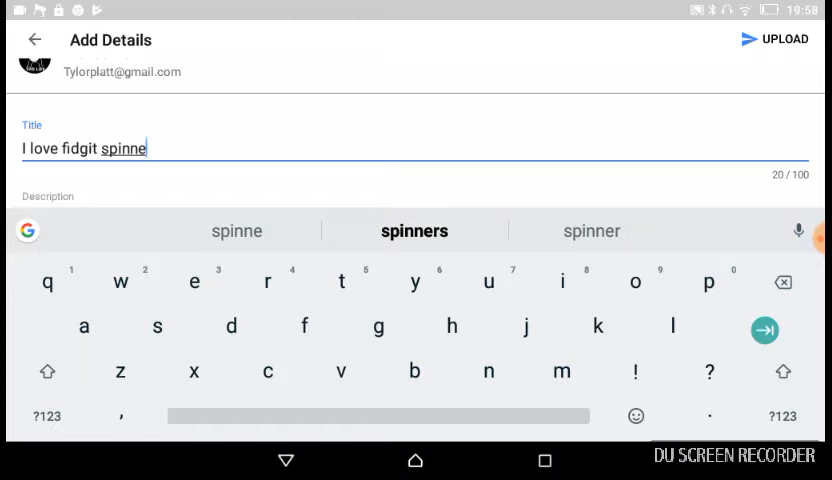 19:58
Add Details
UPLOAD
Tylorplatt@gmail.com
Title
I love fidgit spinne
20 / 100
Description
G spinne spinners spinner
q 1 w 2 e 3 r 4 t 5 y 6 u 7 i 8 o 9 p 0
a s d f g h j k l
z x c v b n m ! ?
?123 , . ?123
DU SCREEN RECORDER